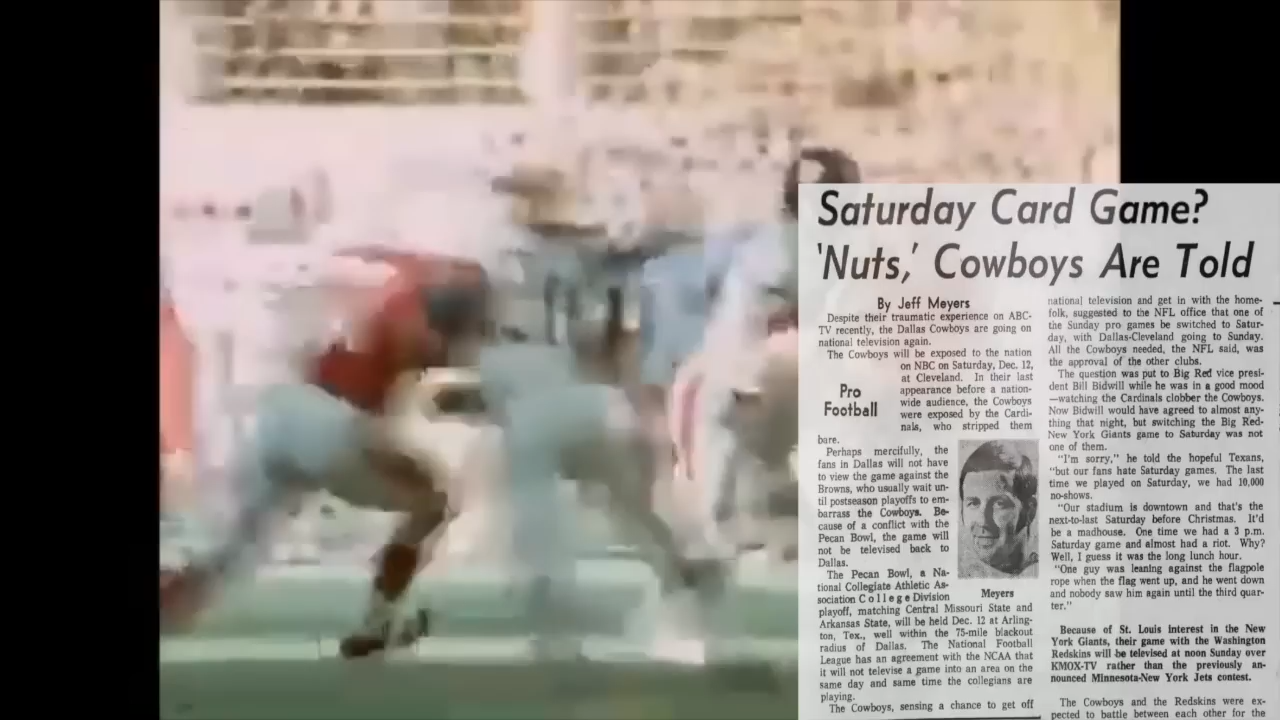 Saturday Card Game?
'Nuts,' Cowboys Are Told
By Jeff Meyers
Despite their traumatic experience on ABC-
TV recently, the Dallas Cowboys are going on
national television again.
The Cowboys will be exposed to the nation
on NBC on Saturday, Dec. 12,
at Cleveland. In their last
appearance before a nation-
wide audience, the Cowboys
were exposed by the Cardi-
nals, who stripped them
bare.
Pro
Football
Perhaps mercifully, the
fans in Dallas will not have
to view the game against the
Browns, who usually wait un-
til postseason playoffs to em-
barrass the Cowboys. Be-
cause of a conflict with the
Pecan Bowl, the game will
not be televised back to
Dallas.
The Pecan Bowl, a Na-
tional Collegiate Athletic As-
sociation College Division
playoff, matching Central Missouri State and
Arkansas State, will be held Dec. 12 at Arling-
ton, Tex., well within the 75-mile blackout
radius of Dallas. The National Football
League has an agreement with the NCAA that
it will not televise a game into an area on the
same day and same time the collegians are
playing.
The Cowboys, sensing a chance to get off
Meyers
national television and get in with the home-
folk, suggested to the NFL office that one of
the Sunday pro games be switched to Satur-
day, with Dallas-Cleveland going to Sunday.
All the Cowboys needed, the NFL said, was
the approval of the other clubs.
The question was put to Big Red vice presi-
dent Bill Bidwill while he was in a good mood
—watching the Cardinals clobber the Cowboys.
Now Bidwill would have agreed to almost any-
thing that night, but switching the Big Red-
New York Giants game to Saturday was not
one of them.
"I'm sorry," he told the hopeful Texans,
"but our fans hate Saturday games. The last
time we played on Saturday, we had 10,000
no-shows.
"Our stadium is downtown and that's the
next-to-last Saturday before Christmas. It'd
be a madhouse. One time we had a 3 p.m.
Saturday game and almost had a riot. Why?
Well, I guess it was the long lunch hour.
"One guy was leaning against the flagpole
rope when the flag went up, and he went down
and nobody saw him again until the third quar-
ter."
Because of St. Louis interest in the New
York Giants, their game with the Washington
Redskins will be televised at noon Sunday over
KMOX-TV rather than the previously an-
nounced Minnesota-New York Jets contest.
The Cowboys and the Redskins were ex-
pected to battle between each other for the